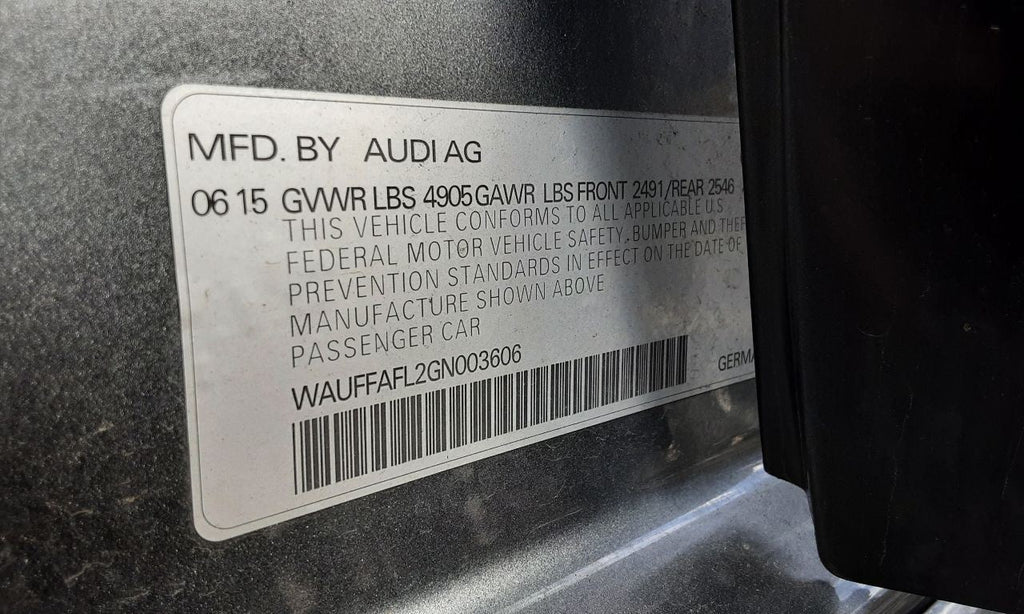 MFD. BY AUDI AG
06 15 GVWR LBS 4905 GAWR LBS FRONT 2491/REAR 2546
THIS VEHICLE CONFORMS TO ALL APPLICABLE U.S
FEDERAL MOTOR VEHICLE SAFETY, BUMPER AND THEF
PREVENTION STANDARDS IN EFFECT ON THE DATE OF
MANUFACTURE SHOWN ABOVE
PASSENGER CAR
WAUFFAFL2GN003606
GERMA